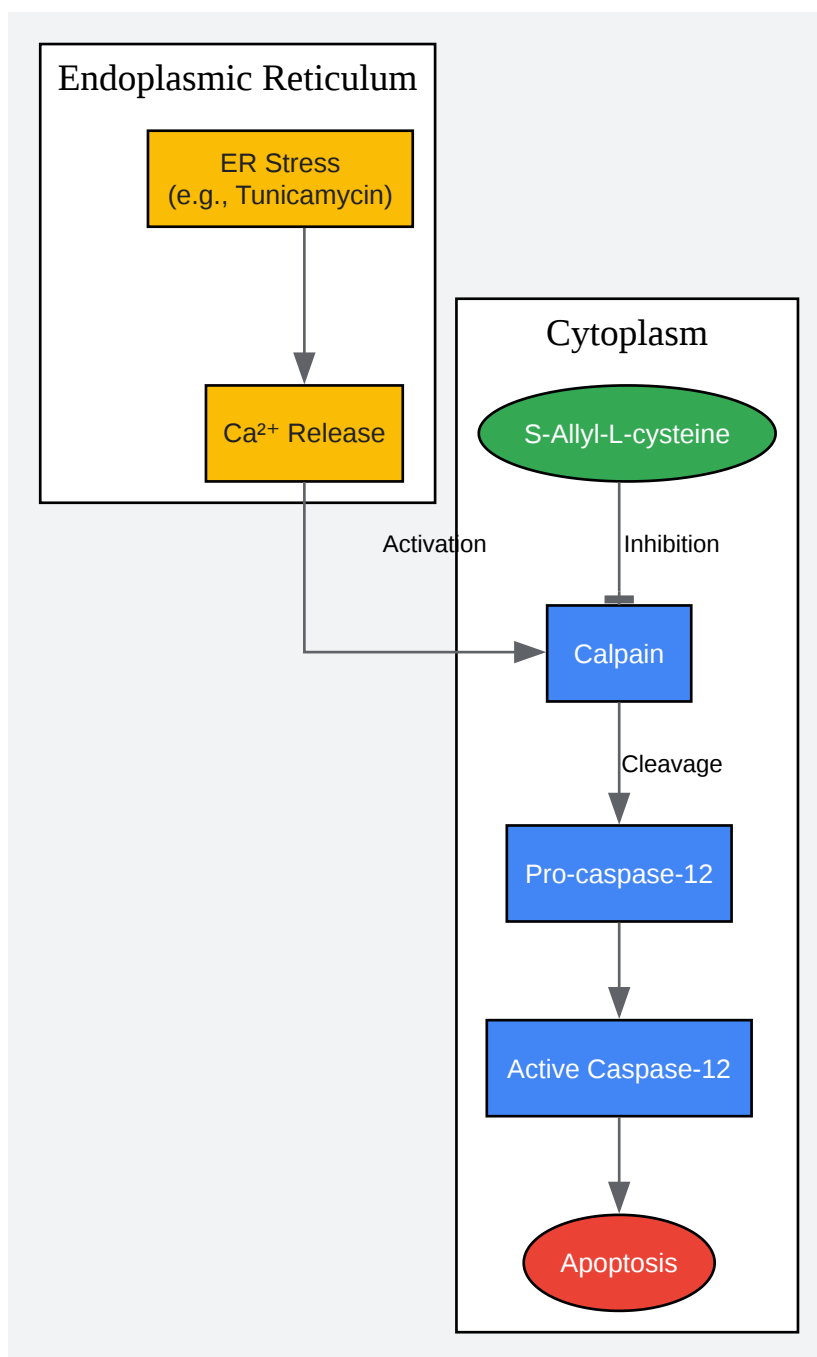 Endoplasmic Reticulum
ER Stress
(e.g., Tunicamycin)
Ca²⁺ Release
Cytoplasm
S-Allyl-L-cysteine
Activation
Inhibition
Calpain
Cleavage
Pro-caspase-12
Active Caspase-12
Apoptosis